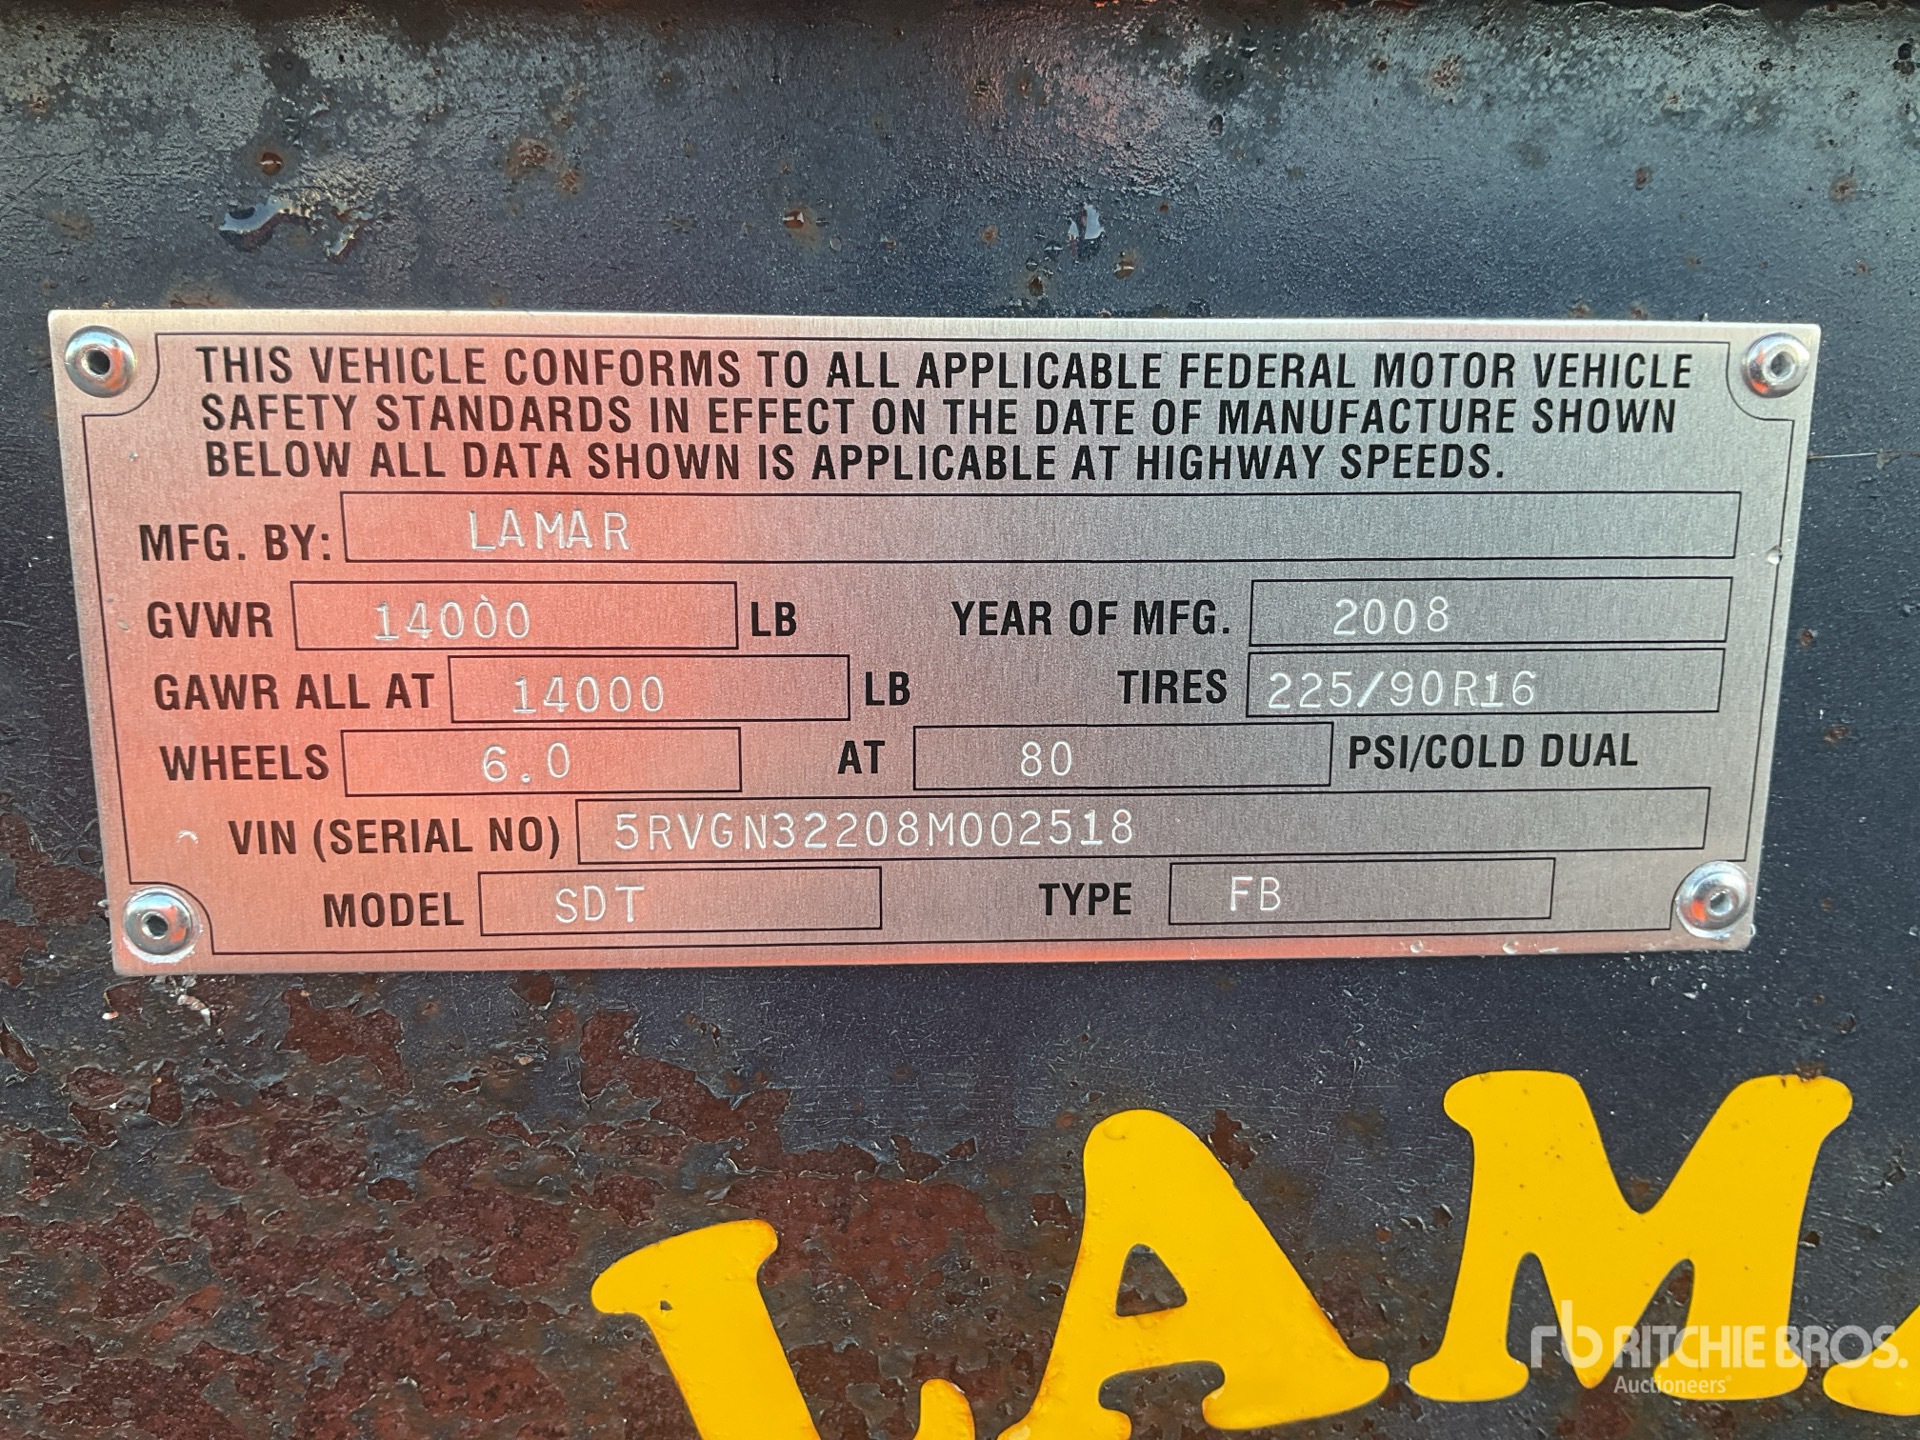 THIS VEHICLE CONFORMS TO ALL APPLICABLE FEDERAL MOTOR VEHICLE
SAFETY STANDARDS IN EFFECT ON THE DATE OF MANUFACTURE SHOWN
BELOW ALL DATA SHOWN IS APPLICABLE AT HIGHWAY SPEEDS.
MFG. BY: LAMAR
GVWR 14000 LB YEAR OF MFG. 2008
GAWR ALL AT 14000 LB TIRES 225/90R16
WHEELS 6.0 AT 80 PSI/COLD DUAL
VIN (SERIAL NO) 5RVGN32208M002518
MODEL SDT TYPE FB
LAMA
rb RITCHIE BROS.
Auctioneers